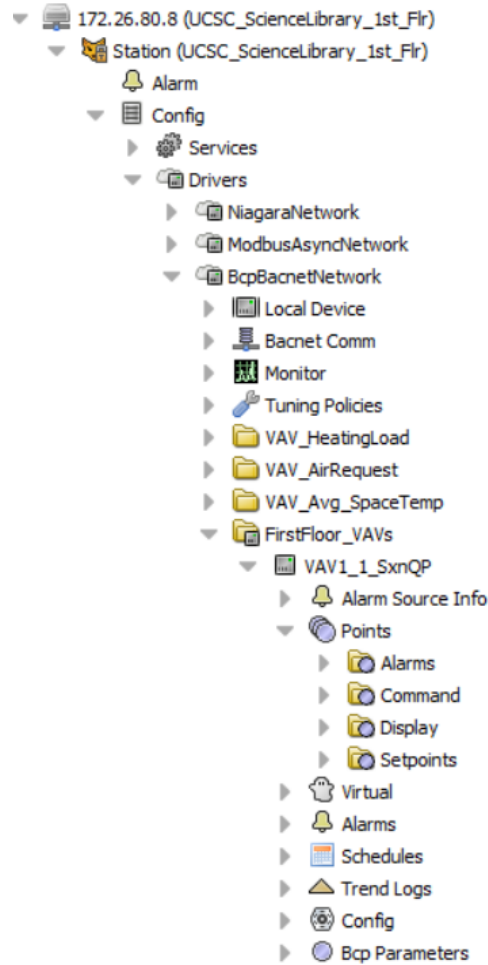 172.26.80.8 (UCSC_ScienceLibrary_1st_Flr)
Station (UCSC_ScienceLibrary_1st_Flr)
Alarm
Config
Services
Drivers
NiagaraNetwork
ModbusAsyncNetwork
BcpBacnetNetwork
Local Device
Bacnet Comm
Monitor
Tuning Policies
VAV_HeatingLoad
VAV_AirRequest
VAV_Avg_SpaceTemp
FirstFloor_VAVs
VAV1_1_SxnQP
Alarm Source Info
Points
Alarms
Command
Display
Setpoints
Virtual
Alarms
Schedules
Trend Logs
Config
Bcp Parameters